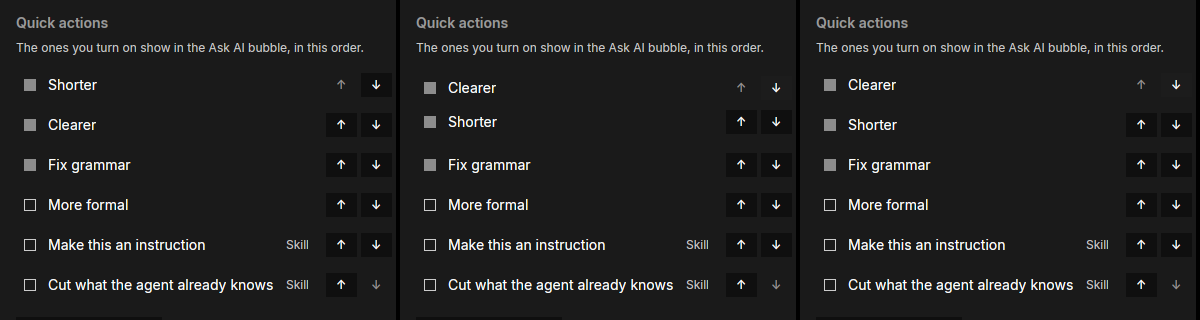 Quick actions
The ones you turn on show in the Ask AI bubble, in this order.
Shorter ↑ ↓
Clearer ↑ ↓
Fix grammar ↑ ↓
More formal ↑ ↓
Make this an instruction Skill ↑ ↓
Cut what the agent already knows Skill ↑ ↓
Quick actions
The ones you turn on show in the Ask AI bubble, in this order.
Clearer ↑ ↓
Shorter ↑ ↓
Fix grammar ↑ ↓
More formal ↑ ↓
Make this an instruction Skill ↑ ↓
Cut what the agent already knows Skill ↑ ↓
Quick actions
The ones you turn on show in the Ask AI bubble, in this order.
Clearer ↑ ↓
Shorter ↑ ↓
Fix grammar ↑ ↓
More formal ↑ ↓
Make this an instruction Skill ↑ ↓
Cut what the agent already knows Skill ↑ ↓